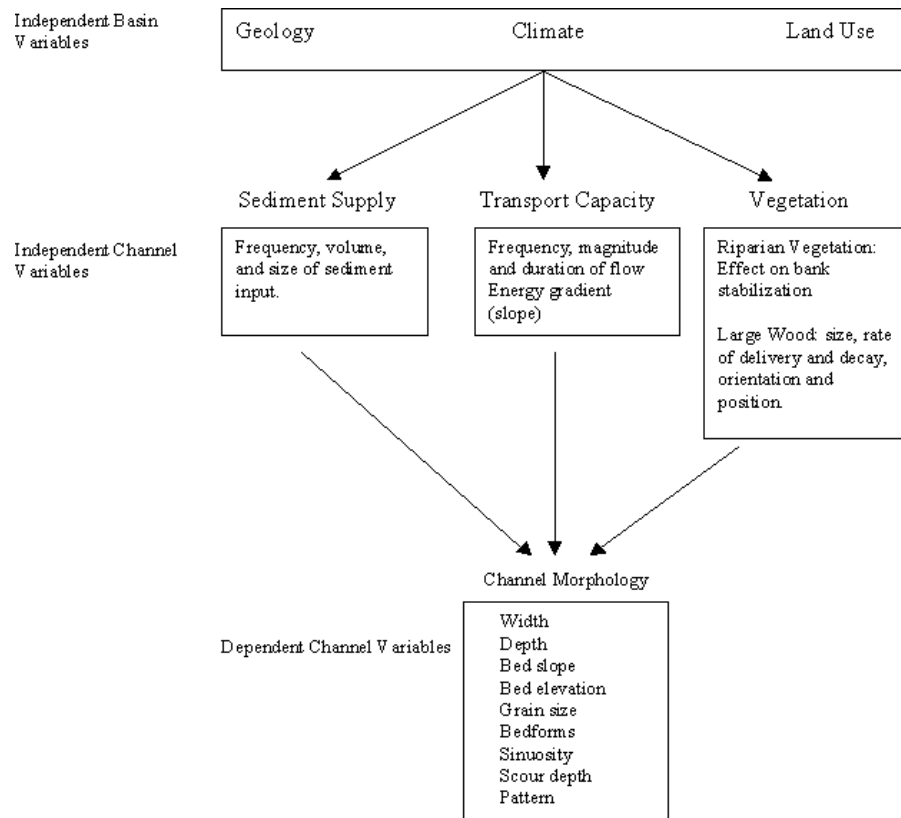 Independent Basin
Variables
Geology Climate Land Use
Sediment Supply Transport Capacity Vegetation
Independent Channel
Variables
Frequency, volume,
and size of sediment
input.
Frequency, magnitude
and duration of flow
Energy gradient
(slope)
Riparian Vegetation:
Effect on bank
stabilization
Large Wood: size, rate
of delivery and decay,
orientation and
position.
Channel Morphology
Dependent Channel Variables
Width
Depth
Bed slope
Bed elevation
Grain size
Bedforms
Sinuosity
Scour depth
Pattern